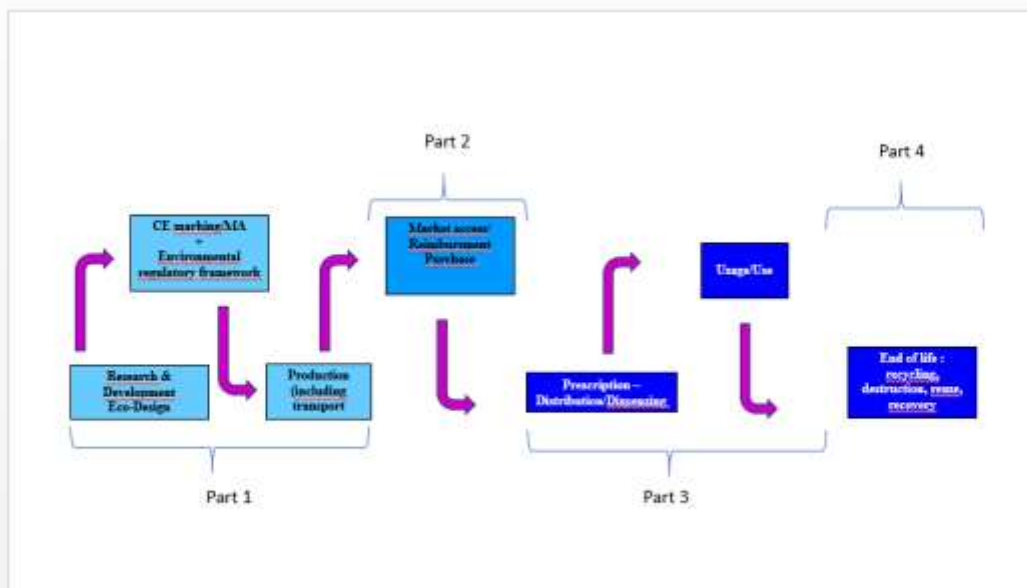 Part 2
Part 4
CE marking/MA
+
Environmental
regulatory framework
Market access/
Reimbursment
Purchase
Usage/Use
Research &
Development
Eco-Design
Production
(including
transport
Prescription –
Distribution/Dispensing
End of life :
recycling,
destruction, reuse,
recovery
Part 1
Part 3